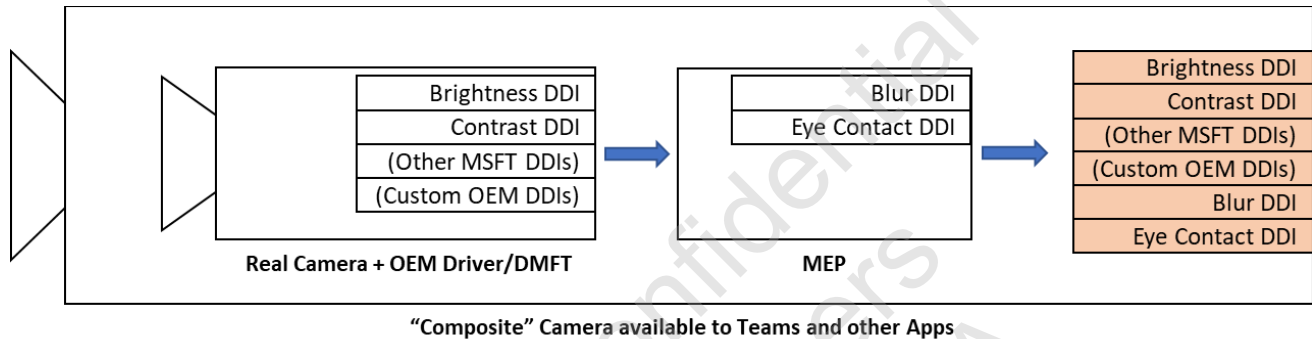 Brightness DDI
Contrast DDI
(Other MSFT DDIs)
(Custom OEM DDIs)
Real Camera + OEM Driver/DMFT
Blur DDI
Eye Contact DDI
MEP
Brightness DDI
Contrast DDI
(Other MSFT DDIs)
(Custom OEM DDIs)
Blur DDI
Eye Contact DDI
"Composite" Camera available to Teams and other Apps